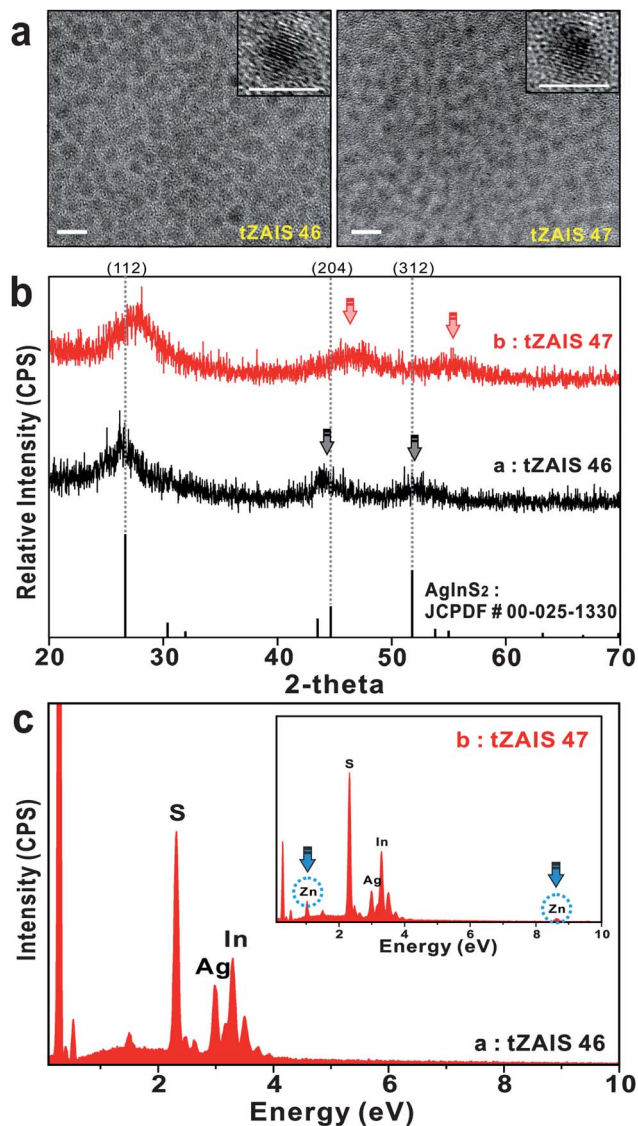 a
tZAIS 46
tZAIS 47
(112)
(204)
(312)
b
b : tZAIS 47
a : tZAIS 46
Relative Intensity (CPS)
AgInS2 :
JCPDF # 00-025-1330
20
30
40
50
60
70
2-theta
c
b : tZAIS 47
S
In
Ag
Zn
Zn
2
4
6
8
10
Energy (eV)
S
In
Ag
Intensity (CPS)
a : tZAIS 46
2
4
6
8
10
Energy (eV)